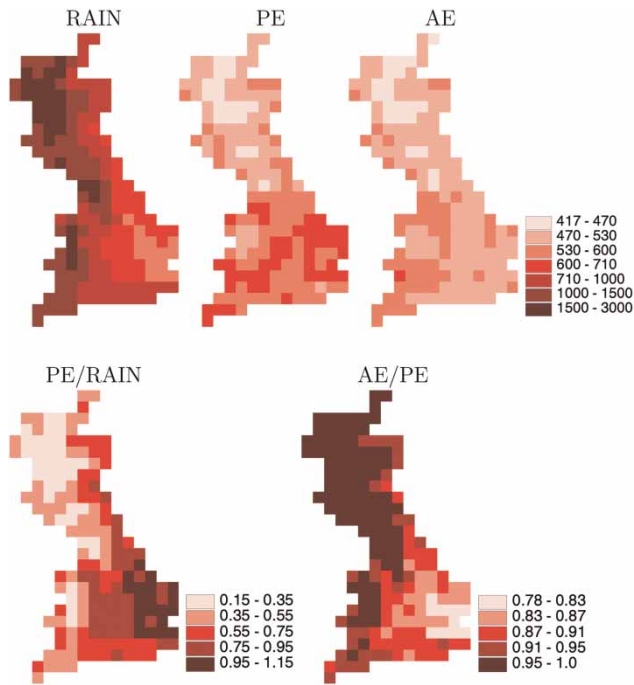 RAIN PE AE
417 - 470
470 - 530
530 - 600
600 - 710
710 - 1000
1000 - 1500
1500 - 3000
PE/RAIN AE/PE
0.15 - 0.35
0.35 - 0.55
0.55 - 0.75
0.75 - 0.95
0.95 - 1.15
0.78 - 0.83
0.83 - 0.87
0.87 - 0.91
0.91 - 0.95
0.95 - 1.0